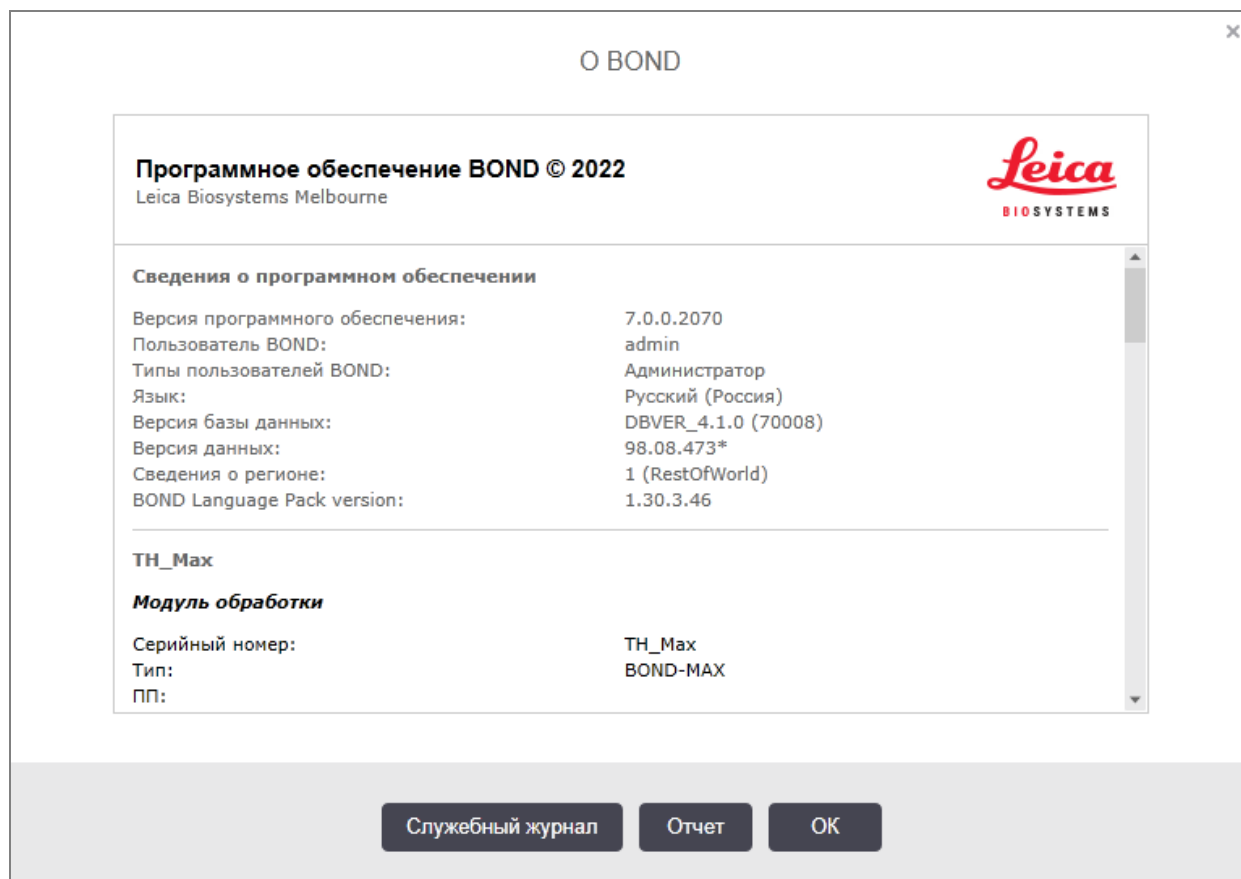 О BOND
Программное обеспечение BOND © 2022
Leica Biosystems Melbourne
Leica
BIOSYSTEMS
Сведения о программном обеспечении
Версия программного обеспечения: 7.0.0.2070
Пользователь BOND: admin
Типы пользователей BOND: Администратор
Язык: Русский (Россия)
Версия базы данных: DBVER_4.1.0 (70008)
Версия данных: 98.08.473*
Сведения о регионе: 1 (RestOfWorld)
BOND Language Pack version: 1.30.3.46
TH_Max
Модуль обработки
Серийный номер: TH_Max
Тип: BOND-MAX
ПП:
Служебный журнал Отчет ОК